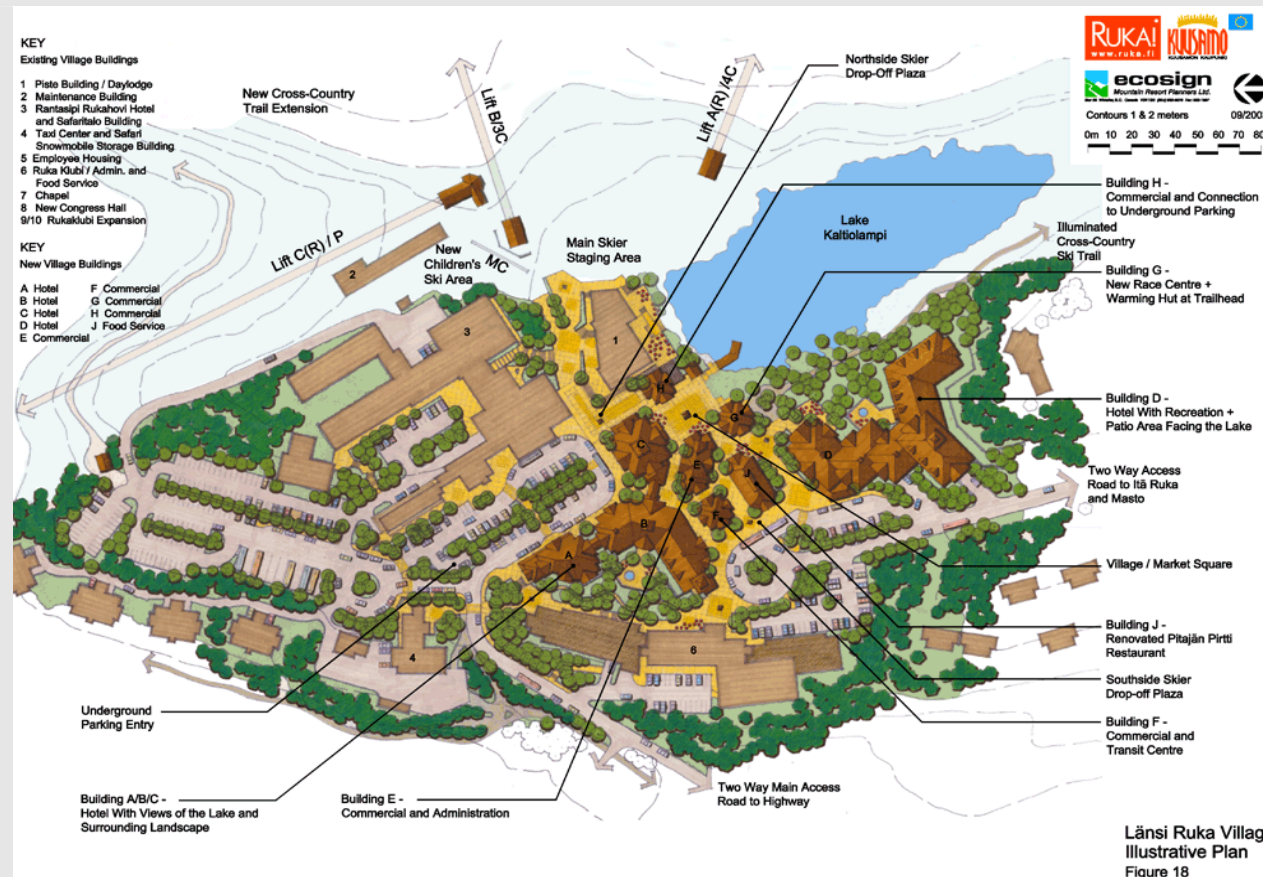 KEY
Existing Village Buildings
1 Piste Building / Daylodge
2 Maintenance Building
3 Rantasipi Rukahovi Hotel
and Safaritalo Building
4 Taxi Center and Safari
Snowmobile Storage Building
5 Employee Housing
6 Ruka Klubi / Admin. and
Food Service
7 Chapel
8 New Congress Hall
9/10 Rukaklubi Expansion
KEY
New Village Buildings
A Hotel F Commercial
B Hotel G Commercial
C Hotel H Commercial
D Hotel J Food Service
E Commercial
New Cross-Country
Trail Extension
Lift B/3C
Lift A(R) /4C
Lift C(R) / P
Northside Skier
Drop-Off Plaza
RUKA!
www.ruka.fi
KUUSAMO
KUUSAMON KAUPUNKI
ecosign
Mountain Resort Planners Ltd.
Contours 1 & 2 meters
09/200
0m 10 20 30 40 50 60 70 80
New
Children's
Ski Area
MC
Main Skier
Staging Area
Lake
Kaltiolampi
Building H -
Commercial and Connection
to Underground Parking
Illuminated
Cross-Country
Ski Trail
Building G -
New Race Centre +
Warming Hut at Trailhead
Building D -
Hotel With Recreation +
Patio Area Facing the Lake
Two Way Access
Road to Itä Ruka
and Masto
Village / Market Square
Building J -
Renovated Pitajän Pirtti
Restaurant
Southside Skier
Drop-off Plaza
Building F -
Commercial and
Transit Centre
2
3
1
H
G
C
E
J
D
F
B
A
4
6
Underground
Parking Entry
Building A/B/C -
Hotel With Views of the Lake and
Surrounding Landscape
Building E -
Commercial and Administration
Two Way Main Access
Road to Highway
Länsi Ruka Villag
Illustrative Plan
Figure 18